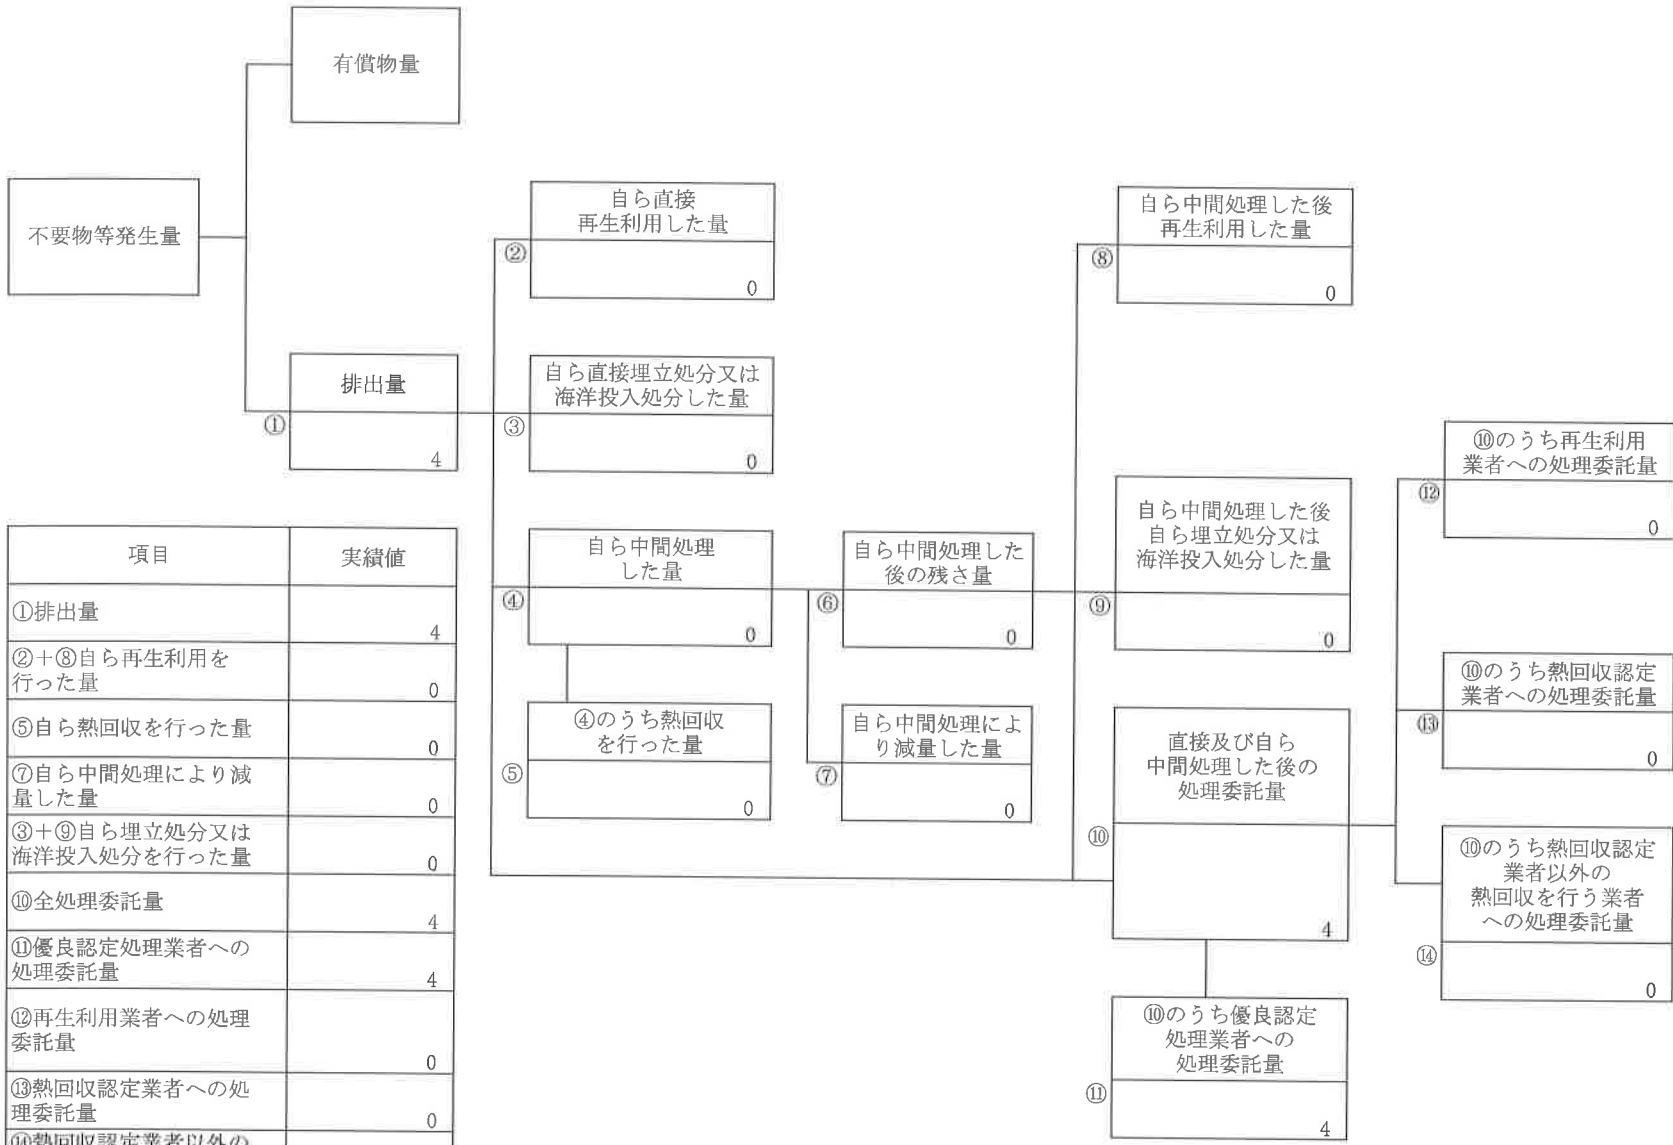 有償物量
不要物等発生量
排出量
①
4
自ら直接
再生利用した量
②
0
自ら直接埋立処分又は
海洋投入処分した量
③
0
自ら中間処理
した量
④
0
④のうち熱回収
を行った量
⑤
0
自ら中間処理した
後の残さ量
⑥
0
自ら中間処理によ
り減量した量
⑦
0
自ら中間処理した後
再生利用した量
⑧
0
自ら中間処理した後
自ら埋立処分又は
海洋投入処分した量
⑨
0
直接及び自ら
中間処理した後の
処理委託量
⑩
4
⑩のうち優良認定
処理業者への
処理委託量
⑪
4
⑩のうち再生利用
業者への処理委託量
⑫
0
⑩のうち熱回収認定
業者への処理委託量
⑬
0
⑩のうち熱回収認定
業者以外の
熱回収を行う業者
への処理委託量
⑭
0
項目 実績値
①排出量
4
②+⑧自ら再生利用を
行った量
0
⑤自ら熱回収を行った量
0
⑦自ら中間処理により減
量した量
0
③+⑨自ら埋立処分又は
海洋投入処分を行った量
0
⑩全処理委託量
4
⑪優良認定処理業者への
処理委託量
4
⑫再生利用業者への処理
委託量
0
⑬熱回収認定業者への処
理委託量
0
⑭熱回収認定業者以外の